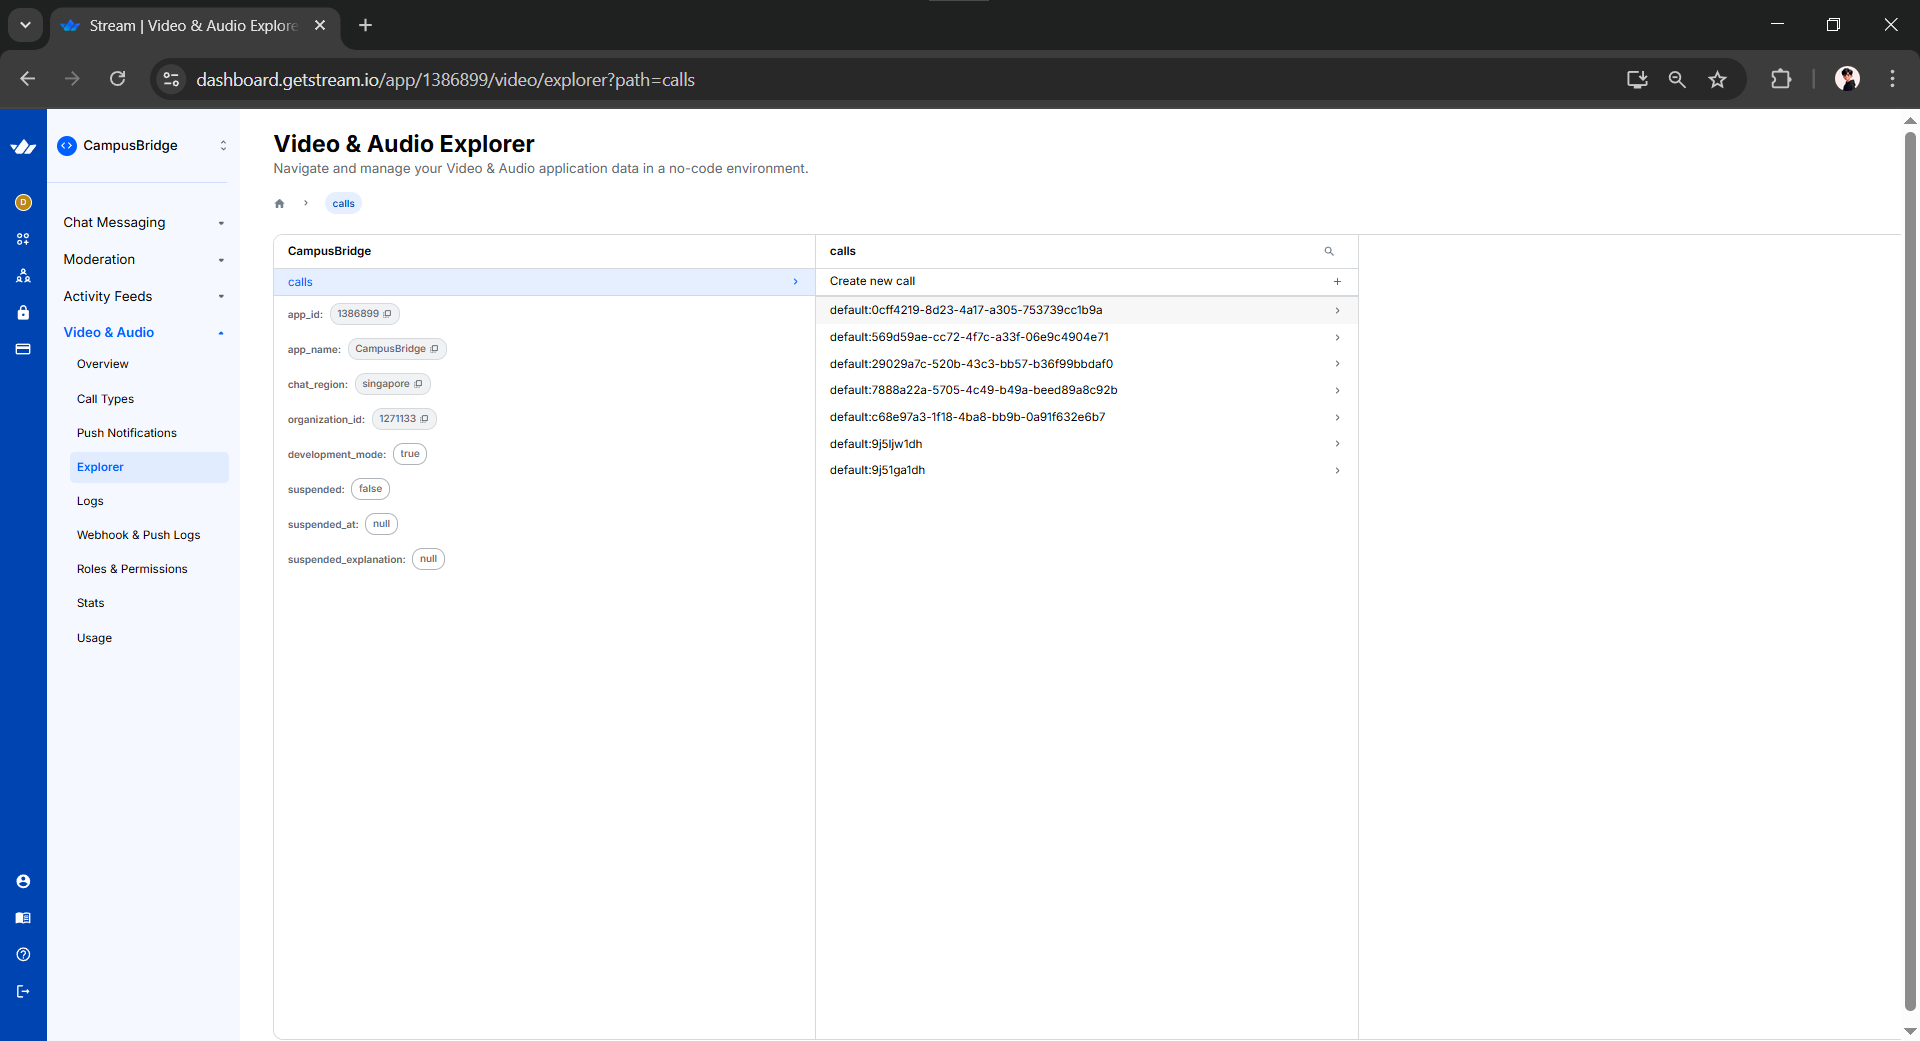 Stream | Video & Audio Explore
dashboard.getstream.io/app/1386899/video/explorer?path=calls
CampusBridge
D
Chat Messaging
Moderation
Activity Feeds
Video & Audio
Overview
Call Types
Push Notifications
Explorer
Logs
Webhook & Push Logs
Roles & Permissions
Stats
Usage
Video & Audio Explorer
Navigate and manage your Video & Audio application data in a no-code environment.
calls
CampusBridge
calls
app_id: 1386899
app_name: CampusBridge
chat_region: singapore
organization_id: 1271133
development_mode: true
suspended: false
suspended_at: null
suspended_explanation: null
calls
Create new call
default:0cff4219-8d23-4a17-a305-753739cc1b9a
default:569d59ae-cc72-4f7c-a33f-06e9c4904e71
default:29029a7c-520b-43c3-bb57-b36f99bbdaf0
default:7888a22a-5705-4c49-b49a-beed89a8c92b
default:c68e97a3-1f18-4ba8-bb9b-0a91f632e6b7
default:9j5ljw1dh
default:9j51ga1dh